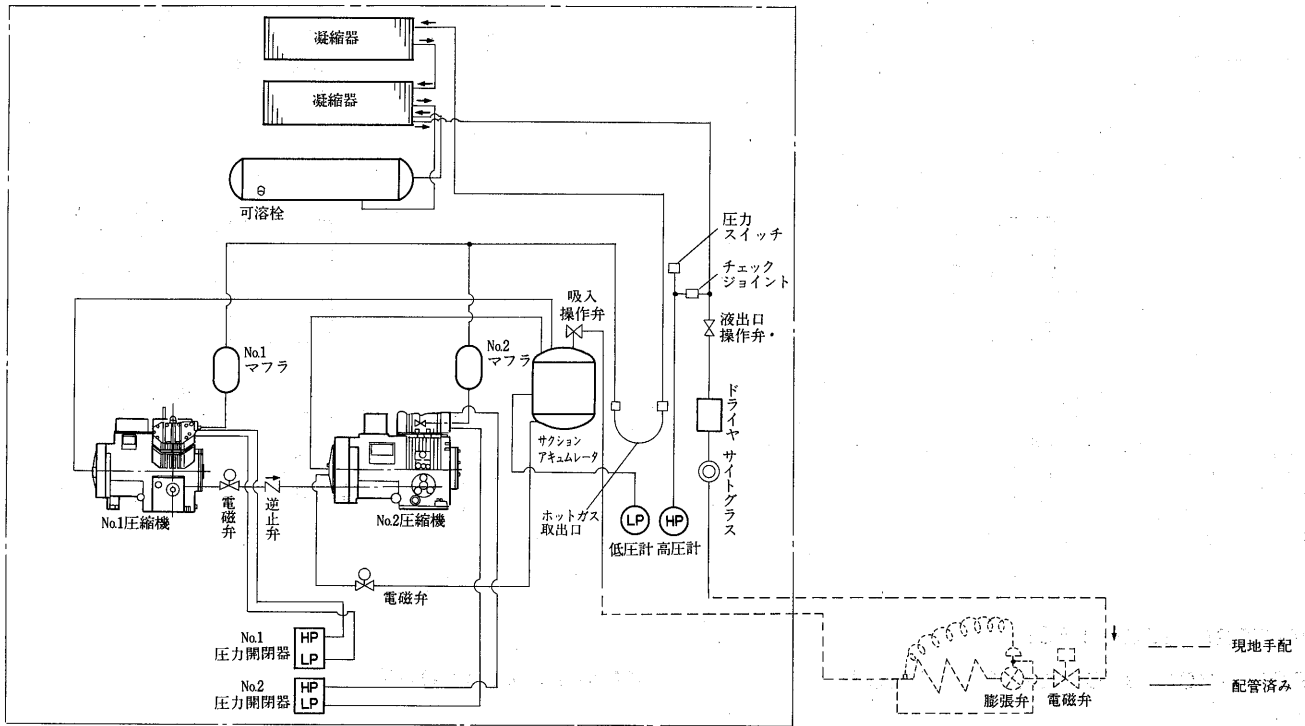 凝縮器
凝縮器
可溶栓
圧力
スイッチ
チェック
ジョイント
吸入
操作弁
液出口
操作弁・
No.1
マフラ
No.2
マフラ
ドライヤ
サイトグラス
サクション
アキュムレータ
No.1圧縮機
電磁弁
逆止弁
No.2圧縮機
ホットガス
取出口
LP
HP
低圧計
高圧計
電磁弁
No.1
圧力開閉器
HP
LP
No.2
圧力開閉器
HP
LP
膨張弁
電磁弁
現地手配
配管済み